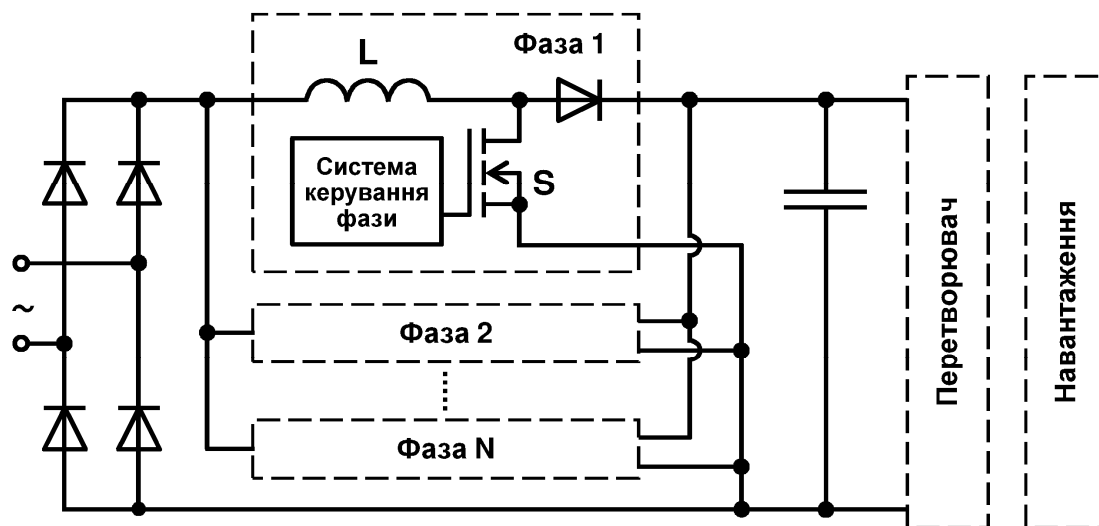 Фаза 1
L
Система
керування
фази
S
~
Фаза 2
Фаза N
Перетворювач
Навантаження